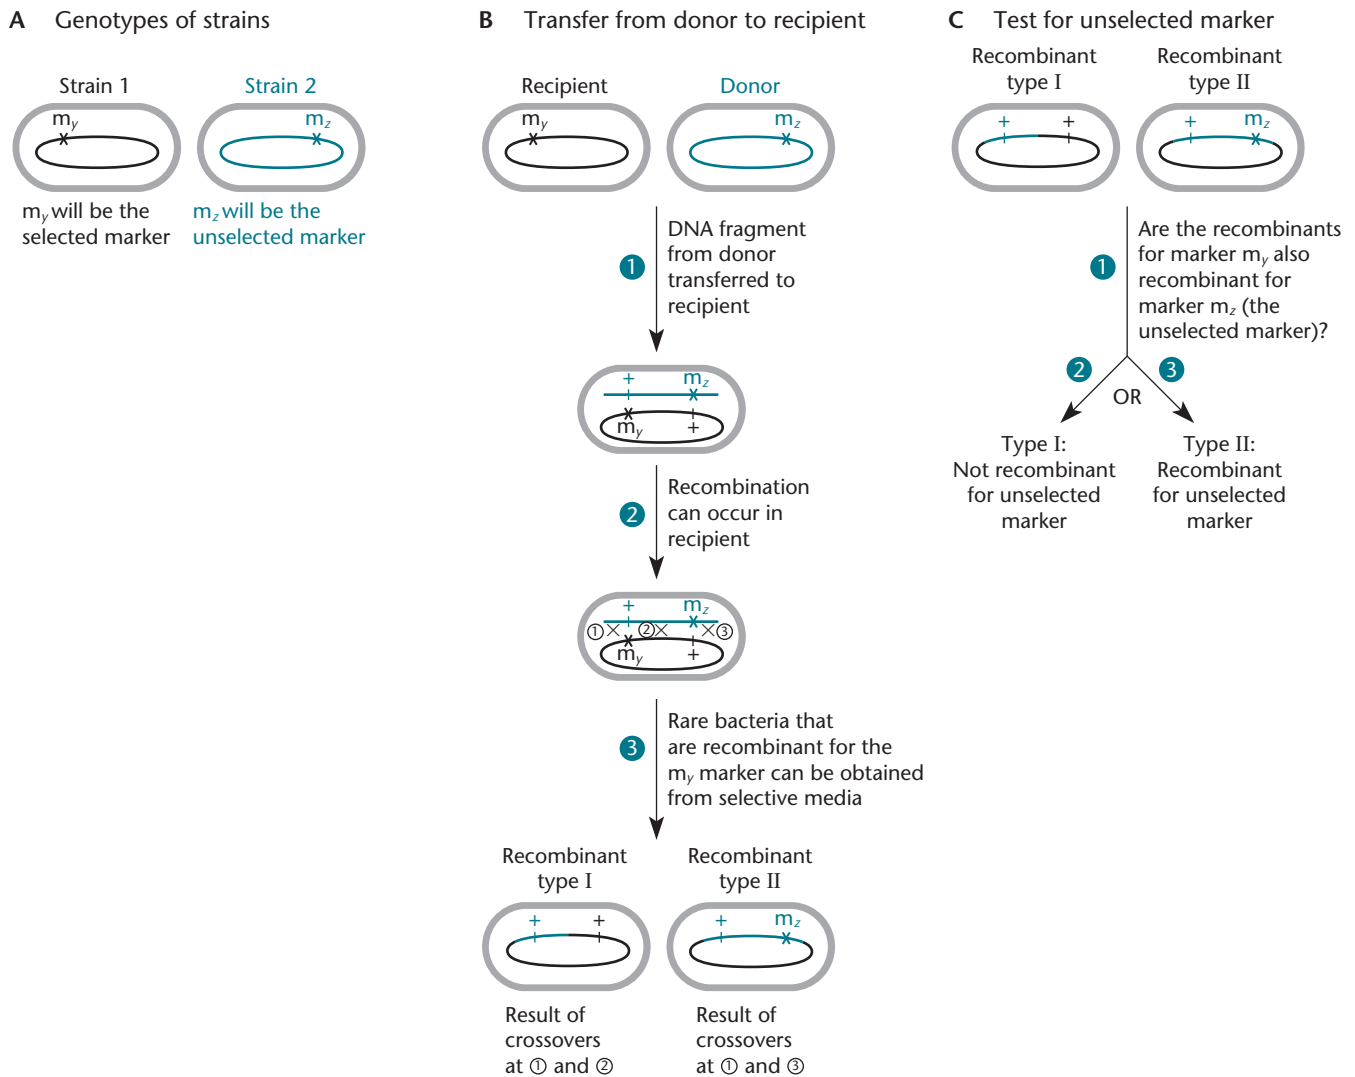 A Genotypes of strains
Strain 1
Strain 2
my
mz
my will be the
selected marker
mz will be the
unselected marker
B Transfer from donor to recipient
Recipient
Donor
my
mz
1
DNA fragment
from donor
transferred to
recipient
+
mz
my
+
2
Recombination
can occur in
recipient
+
mz
①
②
③
my
+
3
Rare bacteria that
are recombinant for the
my marker can be obtained
from selective media
Recombinant
type I
+
+
Result of
crossovers
at ① and ②
Recombinant
type II
+
mz
Result of
crossovers
at ① and ③
C Test for unselected marker
Recombinant
type I
+
+
Recombinant
type II
+
mz
1
Are the recombinants
for marker my also
recombinant for
marker mz (the
unselected marker)?
2
3
OR
Type I:
Not recombinant
for unselected
marker
Type II:
Recombinant
for unselected
marker